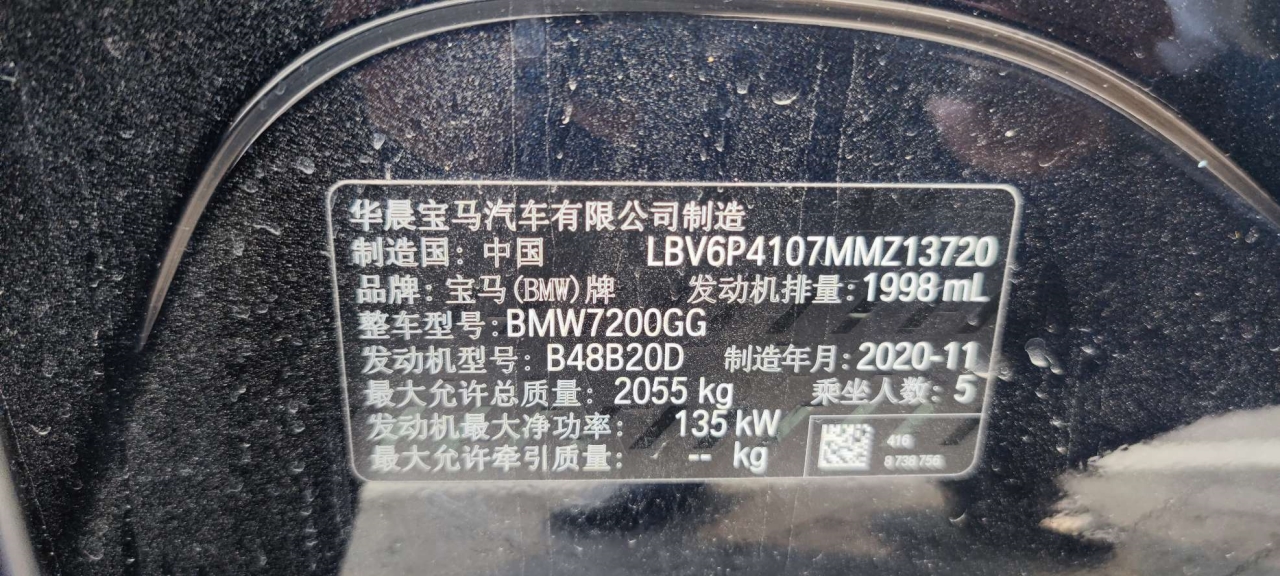 华晨宝马汽车有限公司制造
制造国：中国 LBV6P4107MMZ13720
品牌：宝马(BMW)牌 发动机排量：1998 mL
整车型号：BMW7200GG
发动机型号：B48B20D 制造年月：2020-11
最大允许总质量：2055 kg 乘坐人数：5
发动机最大净功率：135 kW
最大允许牵引质量：-- kg
416
8 738 756